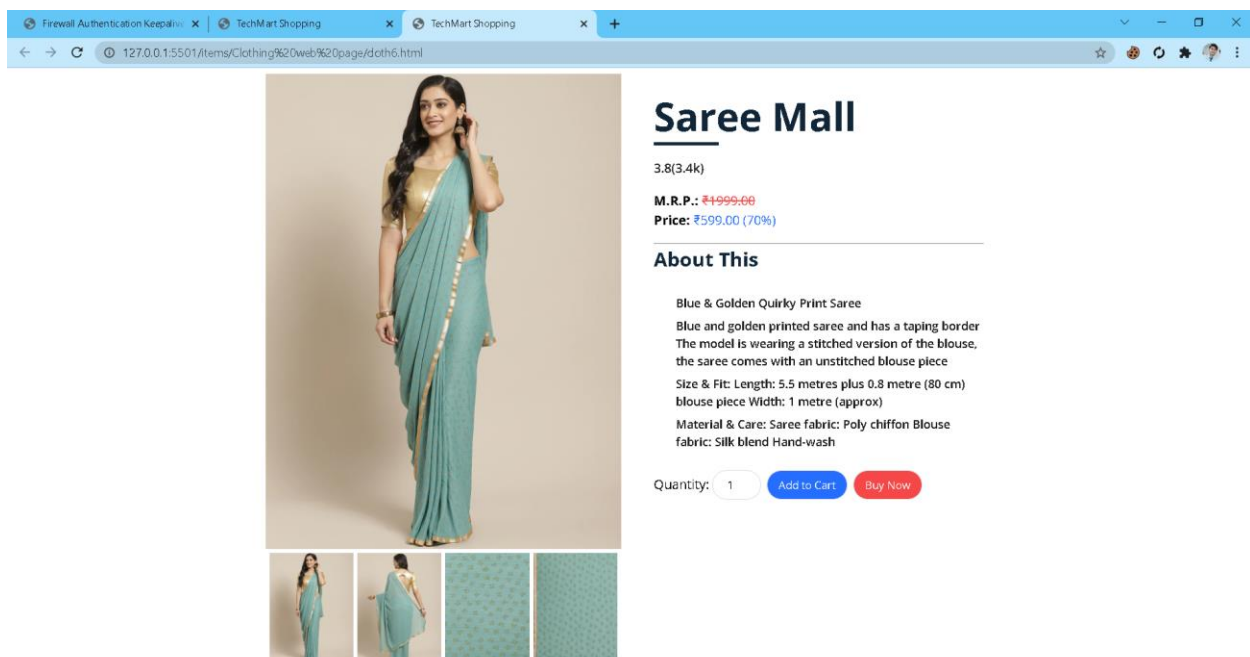 Firewall Authentication Keepaliv
TechMart Shopping
TechMart Shopping
127.0.0.1:5501/items/Clothing%20web%20page/cloth6.html
Saree Mall
3.8(3.4k)
M.R.P.: ₹1999.00
Price: ₹599.00 (70%)
About This
Blue & Golden Quirky Print Saree
Blue and golden printed saree and has a taping border
The model is wearing a stitched version of the blouse,
the saree comes with an unstitched blouse piece
Size & Fit: Length: 5.5 metres plus 0.8 metre (80 cm)
blouse piece Width: 1 metre (approx)
Material & Care: Saree fabric: Poly chiffon Blouse
fabric: Silk blend Hand-wash
Quantity: 1 Add to Cart Buy Now